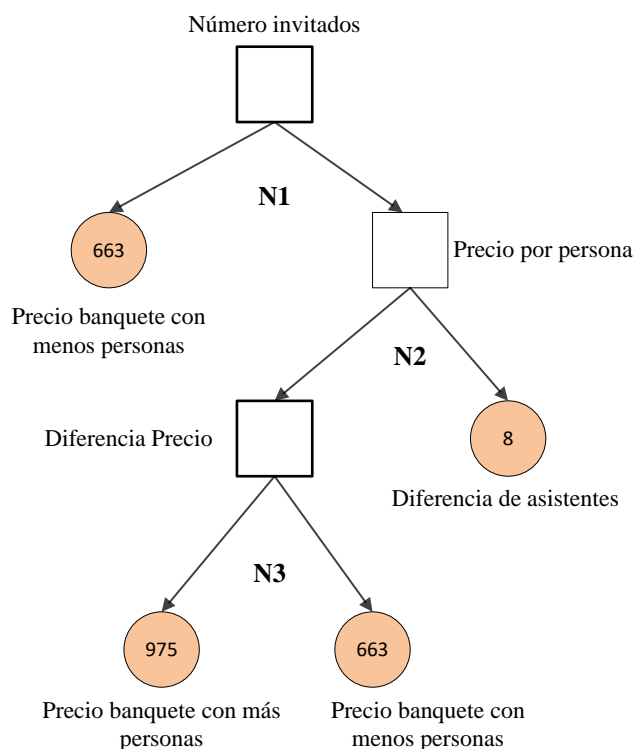 Número invitados
N1
663
Precio por persona
Precio banquete con
menos personas
N2
Diferencia Precio
8
Diferencia de asistentes
N3
975
663
Precio banquete con más
personas
Precio banquete con
menos personas